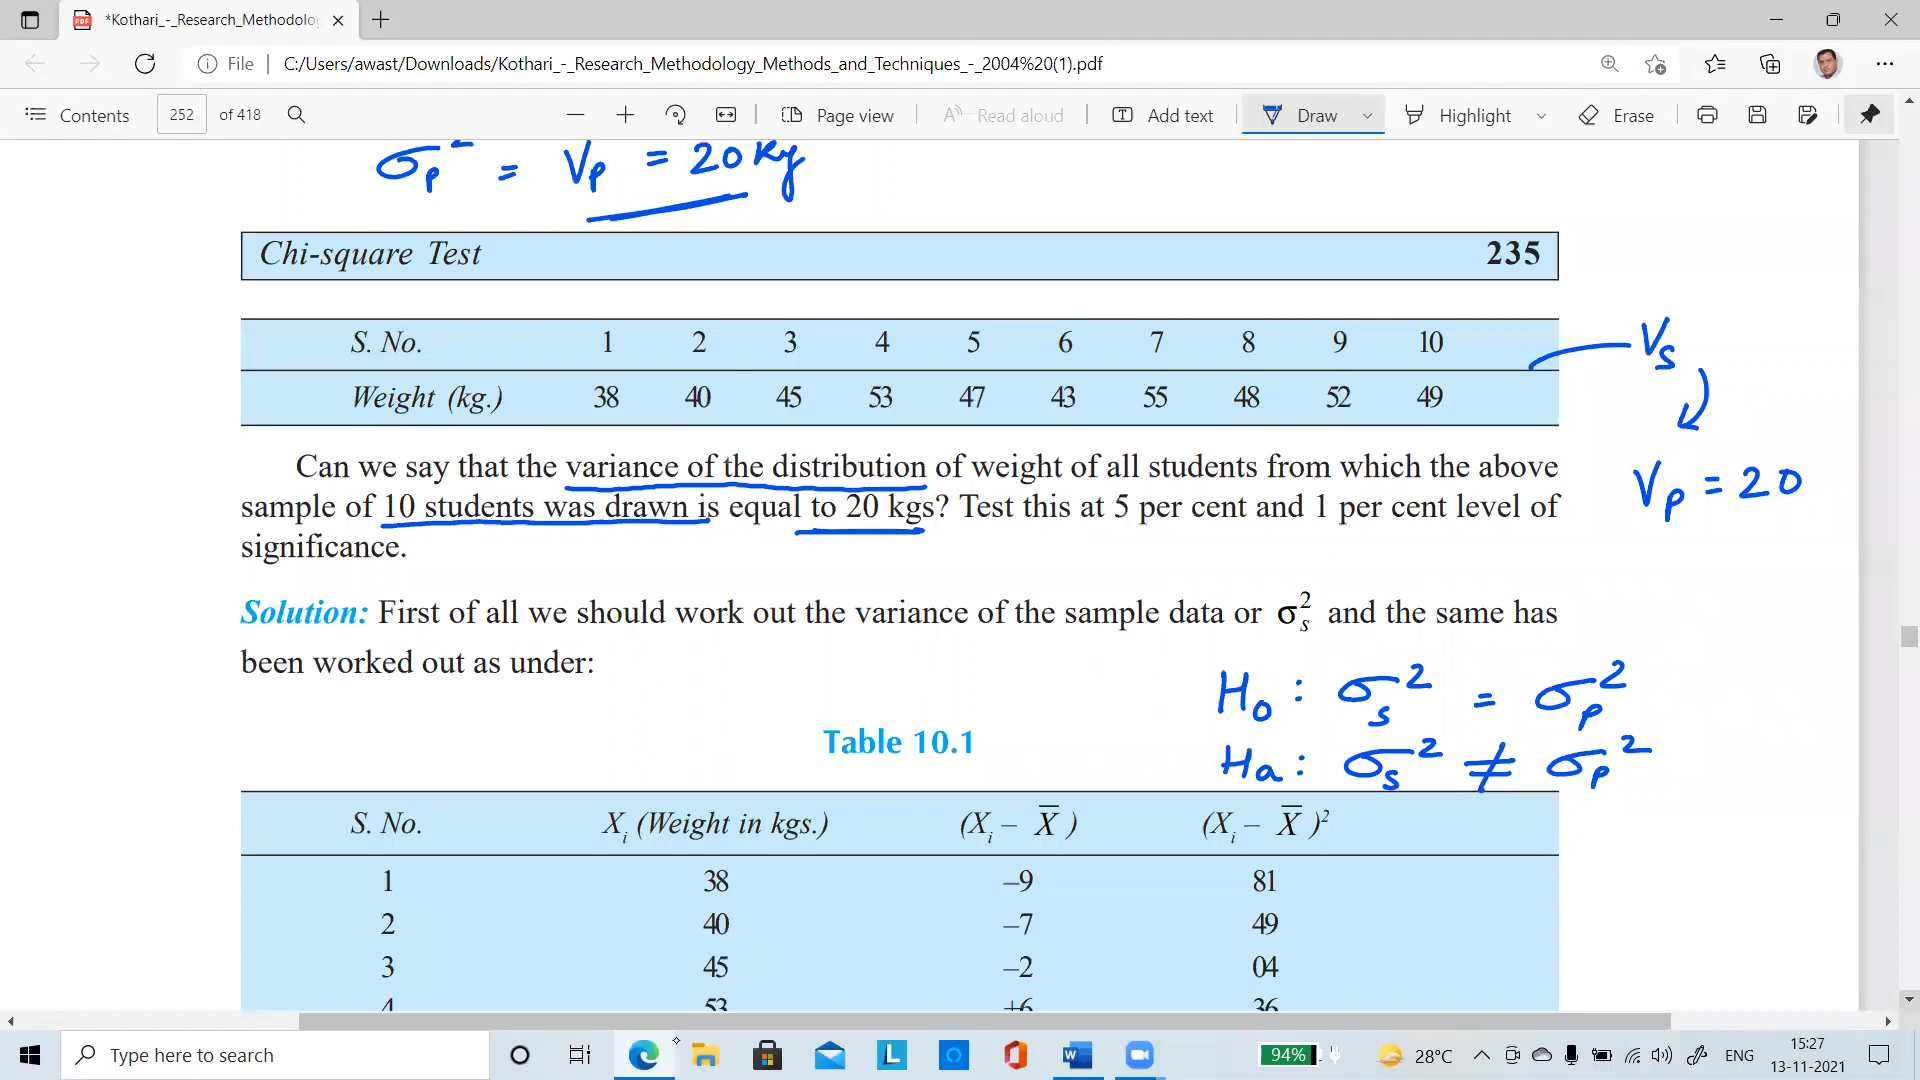 *Kothari_-_Research_Methodolo
File C:/Users/awast/Downloads/Kothari_-_Research_Methodology_Methods_and_Techniques_-_2004%20(1).pdf
Contents 252 of 418 Page view Read aloud Add text Draw Highlight Erase
σp² = Vp = 20 Kg
Chi-square Test 235
S. No. 1 2 3 4 5 6 7 8 9 10
Vs
Weight (kg.) 38 40 45 53 47 43 55 48 52 49
Can we say that the variance of the distribution of weight of all students from which the above
Vp = 20
sample of 10 students was drawn is equal to 20 kgs? Test this at 5 per cent and 1 per cent level of
significance.
Solution: First of all we should work out the variance of the sample data or σs² and the same has
been worked out as under:
H0 : σs² = σp²
Table 10.1
Ha : σs² ≠ σp²
S. No. Xi (Weight in kgs.) (Xi – X̄ ) (Xi – X̄ )²
1 38 –9 81
2 40 –7 49
3 45 –2 04
4 53 +6 36
Type here to search
94% 28°C ENG 15:27
13-11-2021